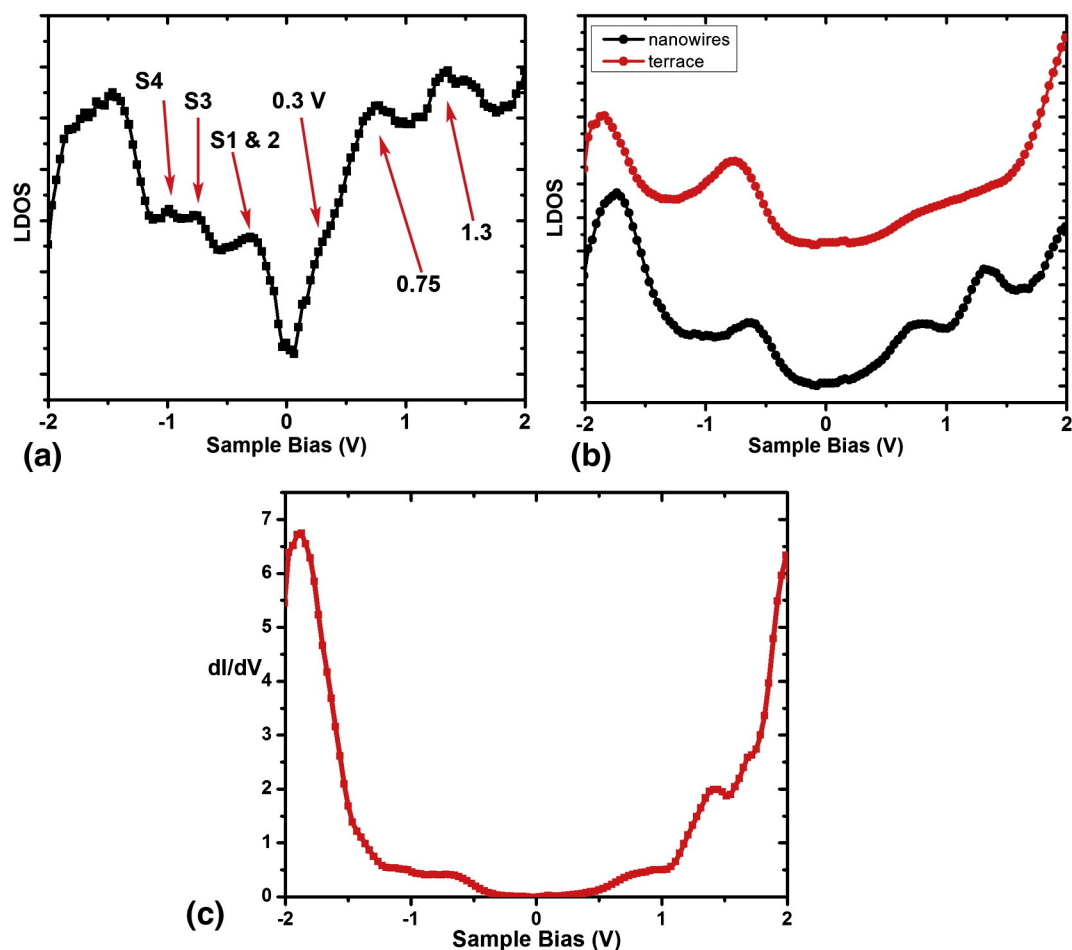 S4
S3
S1 & 2
0.3 V
0.75
1.3
LDOS
-2 -1 0 1 2
Sample Bias (V)
(a)
nanowires
terrace
LDOS
-2 -1 0 1 2
Sample Bias (V)
(b)
7
6
5
dI/dV 4
3
2
1
0
-2 -1 0 1 2
Sample Bias (V)
(c)